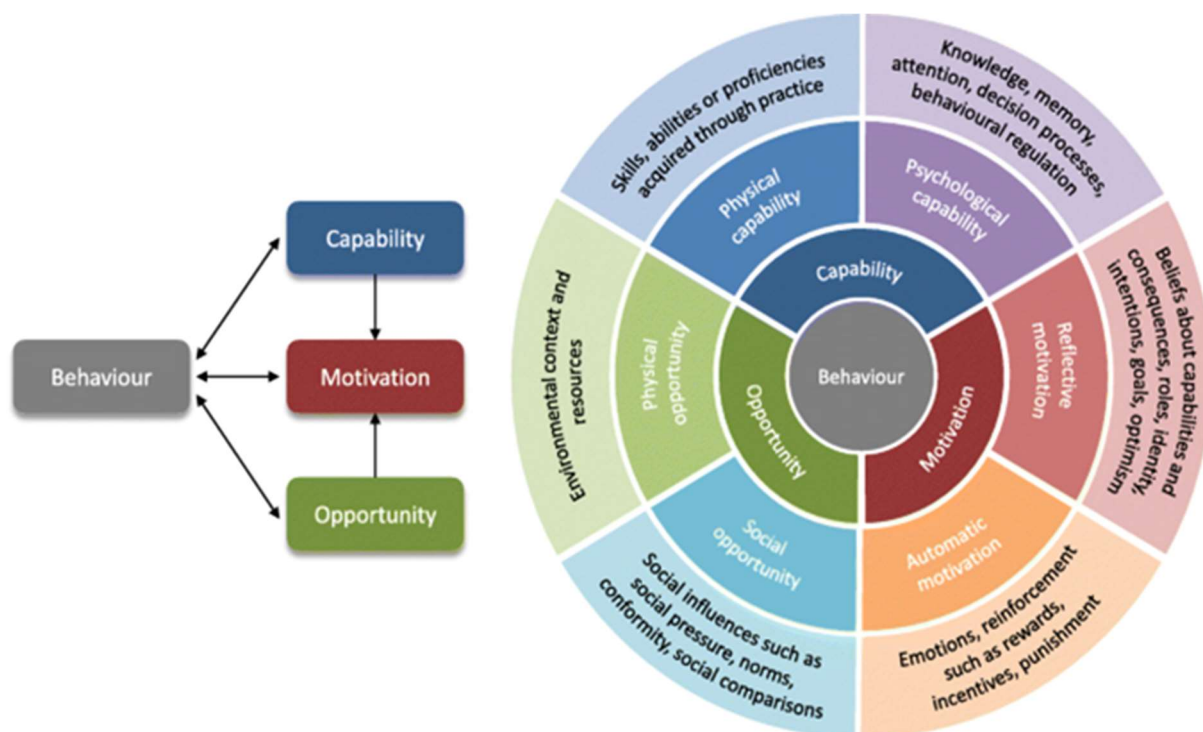 Capability
Behaviour
Motivation
Opportunity
Skills, abilities or proficiencies
acquired through practice
Knowledge, memory,
attention, decision processes,
behavioural regulation
Physical
capability
Psychological
capability
Capability
Environmental context and
resources
Physical
opportunity
Opportunity
Behaviour
Motivation
Reflective
motivation
Beliefs about capabilities and
consequences, roles, identity,
intentions, goals, optimism
Social
opportunity
Automatic
motivation
Social influences such as
social pressure, norms,
conformity, social comparisons
Emotions, reinforcement
such as rewards,
incentives, punishment